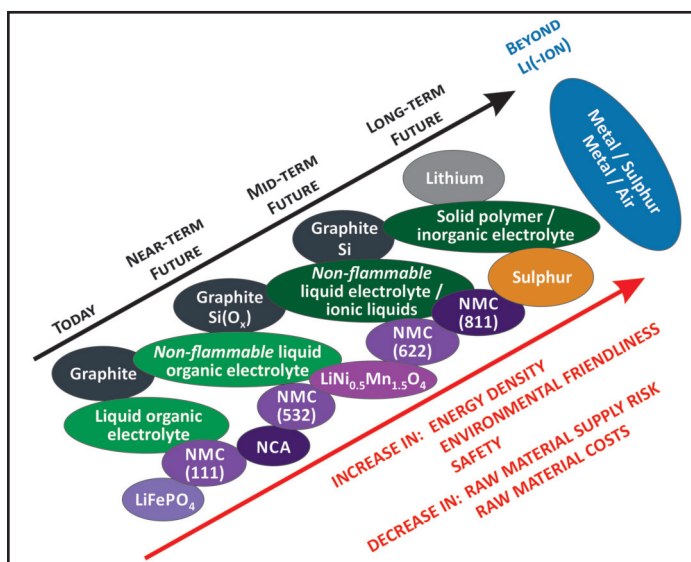 BEYOND
LI(-ION)
LONG-TERM
FUTURE
MID-TERM
FUTURE
NEAR-TERM
FUTURE
TODAY
Metal / Sulphur
Metal / Air
Lithium
Solid polymer /
inorganic electrolyte
Graphite
Si
Non-flammable
liquid electrolyte /
ionic liquids
Sulphur
Graphite
Si(Oₓ)
NMC
(811)
NMC
(622)
Non-flammable liquid
organic electrolyte
LiNi₀.₅Mn₁.₅O₄
Graphite
NMC
(532)
Liquid organic
electrolyte
NCA
NMC
(111)
LiFePO₄
INCREASE IN: ENERGY DENSITY
ENVIRONMENTAL FRIENDLINESS
SAFETY
DECREASE IN: RAW MATERIAL SUPPLY RISK
RAW MATERIAL COSTS